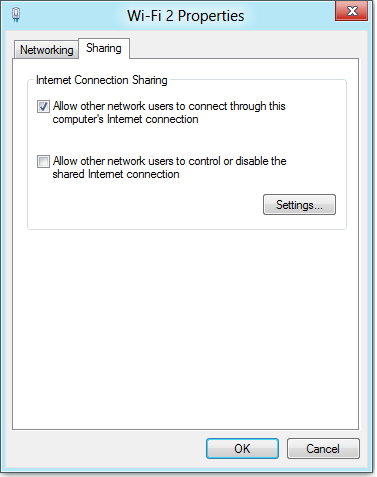 Wi-Fi 2 Properties
Networking
Sharing
Internet Connection Sharing
Allow other network users to connect through this
computer's Internet connection
Allow other network users to control or disable the
shared Internet connection
Settings...
OK
Cancel